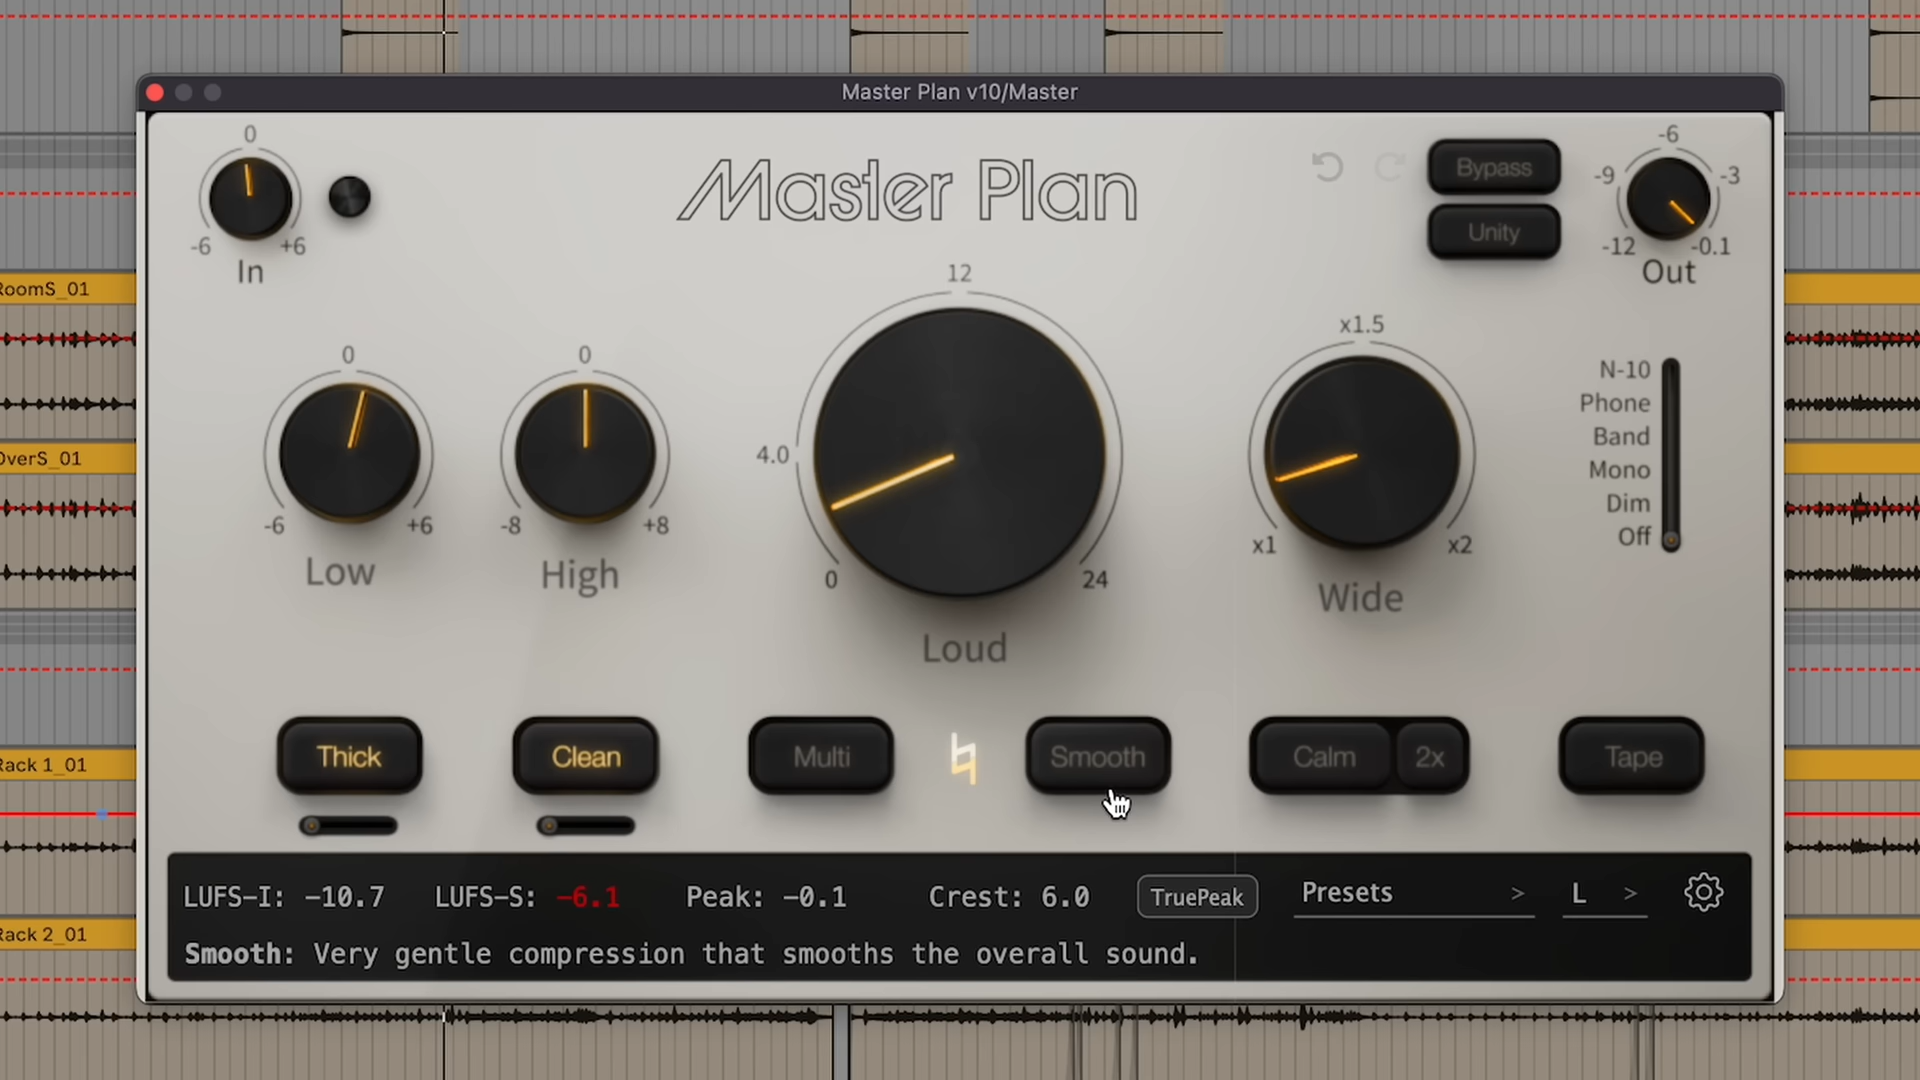 Master Plan v10/Master
0
-6
+6
In
Master Plan
Bypass
Unity
-6
-9
-3
-12
-0.1
Out
RoomS_01
OverS_01
Rack 1_01
Rack 2_01
0
-6
+6
Low
0
-8
+8
High
12
4.0
0
24
Loud
x1.5
x1
x2
Wide
N-10
Phone
Band
Mono
Dim
Off
Thick
Clean
Multi
Smooth
Calm
2x
Tape
LUFS-I: -10.7 LUFS-S: -6.1 Peak: -0.1 Crest: 6.0 TruePeak Presets > L >
Smooth: Very gentle compression that smooths the overall sound.